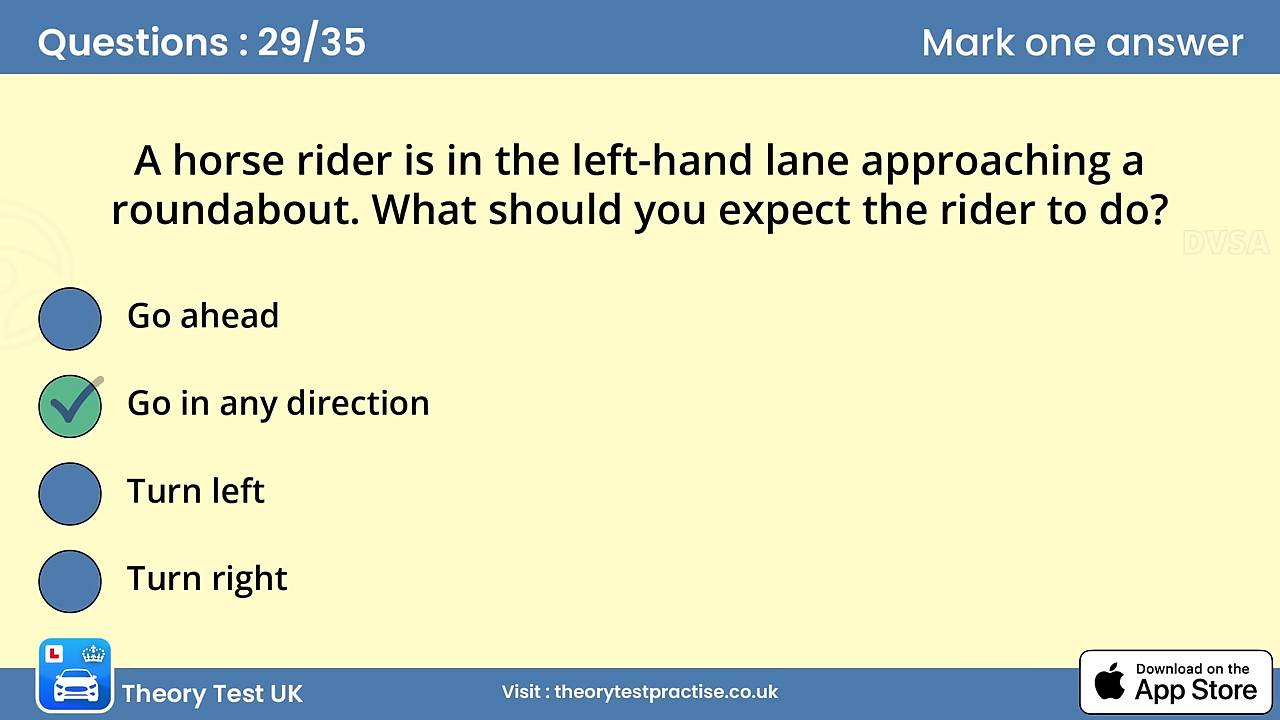 Questions : 29/35
Mark one answer
A horse rider is in the left-hand lane approaching a
roundabout. What should you expect the rider to do?
DVSA
Go ahead
Go in any direction
Turn left
Turn right
L
Theory Test UK
Visit : theorytestpractise.co.uk
Download on the
App Store